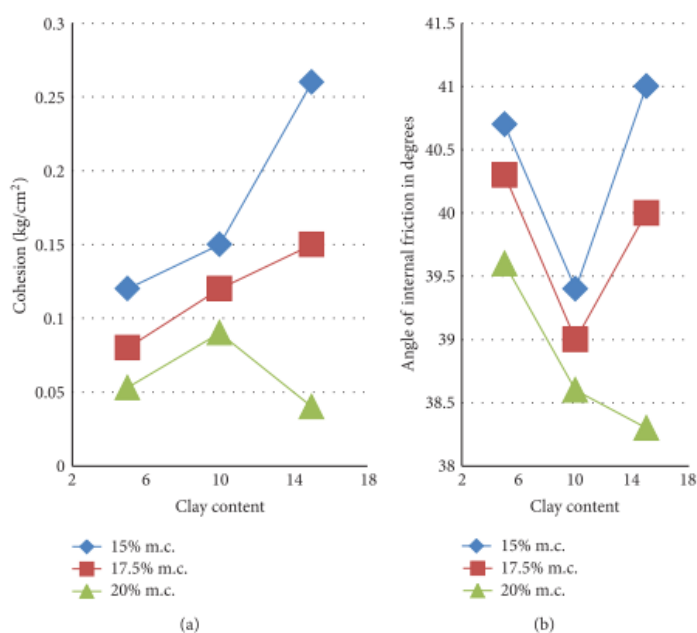 0.3
0.25
0.2
0.15
0.1
0.05
0
2
6
10
14
18
Cohesion (kg/cm²)
Clay content
15% m.c.
17.5% m.c.
20% m.c.
(a)
41.5
41
40.5
40
39.5
39
38.5
38
2
6
10
14
18
Angle of internal friction in degrees
Clay content
15% m.c.
17.5% m.c.
20% m.c.
(b)